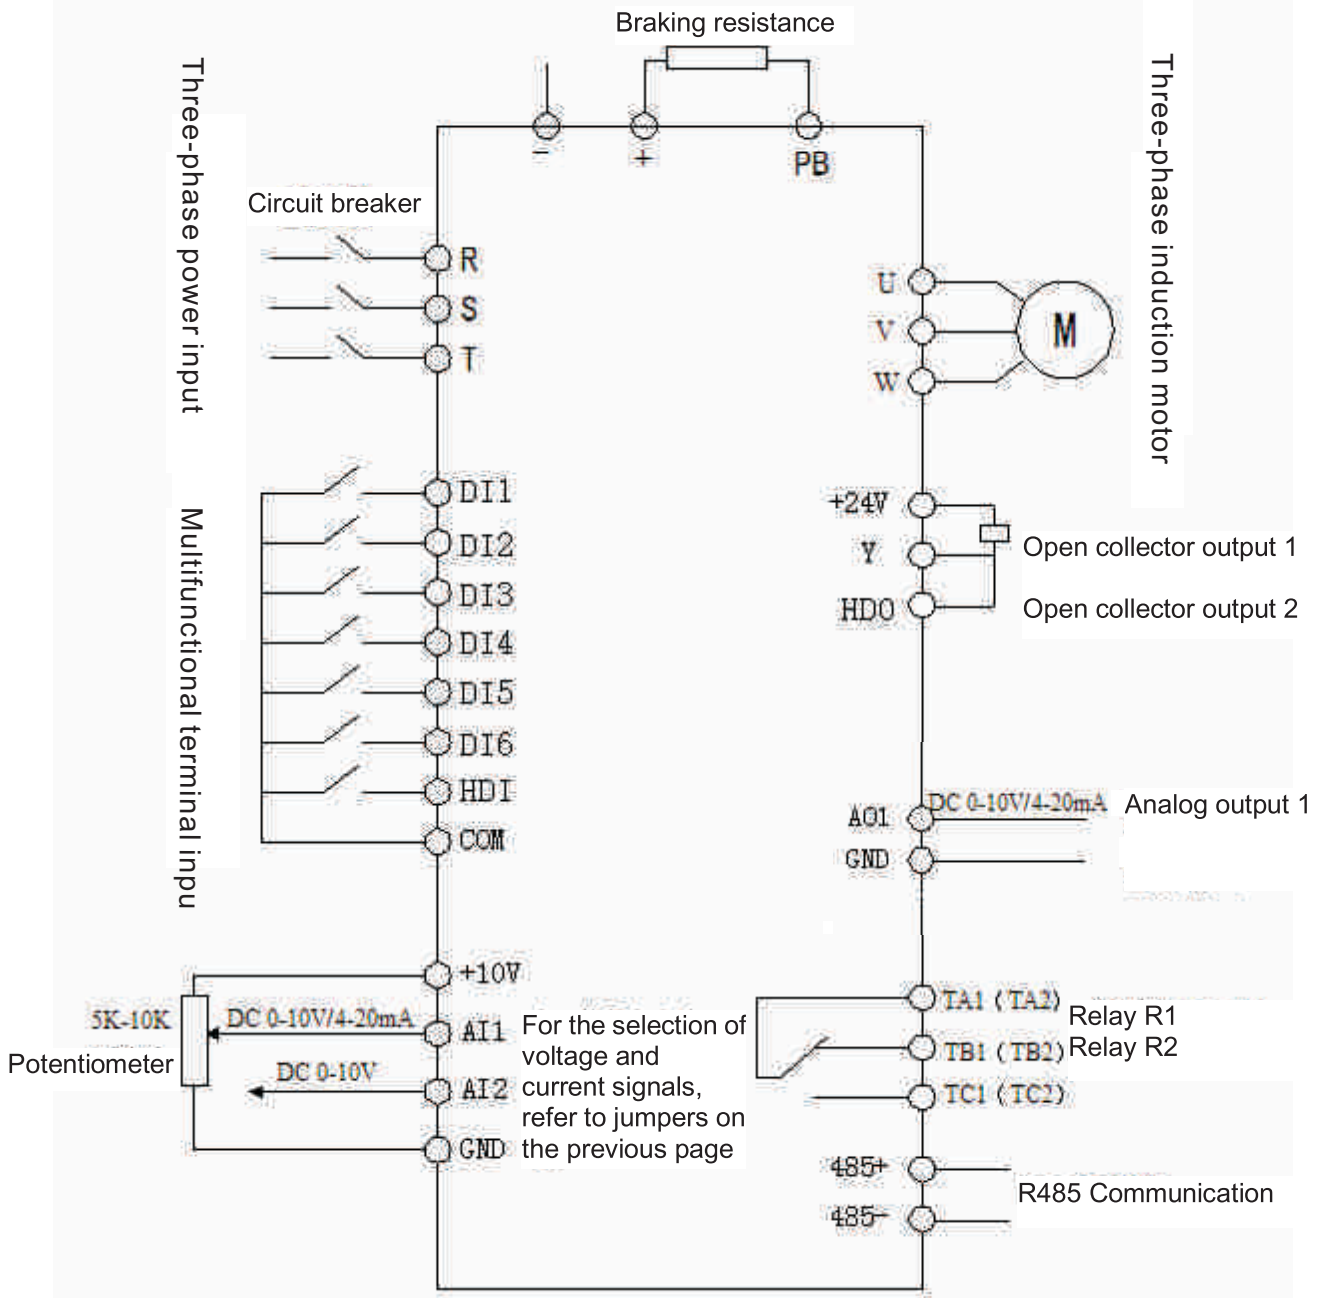 Braking resistance
−
+
PB
Three-phase power input
Circuit breaker
R
S
T
Three-phase induction motor
U
V
W
M
Multifunctional terminal inpu
DI1
DI2
DI3
DI4
DI5
DI6
HDI
COM
+24V
Y
HDO
Open collector output 1
Open collector output 2
AO1
DC 0-10V/4-20mA
Analog output 1
GND
+10V
5K-10K
DC 0-10V/4-20mA
AI1
Potentiometer
DC 0-10V
AI2
GND
For the selection of
voltage and
current signals,
refer to jumpers on
the previous page
TA1 (TA2)
TB1 (TB2)
TC1 (TC2)
Relay R1
Relay R2
485+
485-
R485 Communication